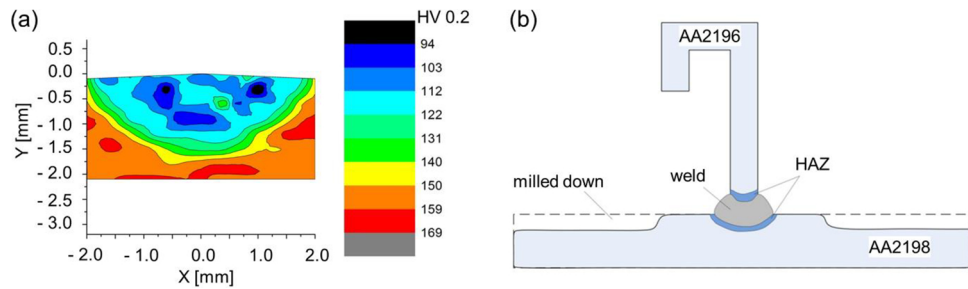 (a)
HV 0.2
94
103
112
122
131
140
150
159
169
0.5
0.0
- 0.5
- 1.0
- 1.5
- 2.0
- 2.5
- 3.0
Y [mm]
- 2.0
- 1.0
0.0
1.0
2.0
X [mm]
(b)
AA2196
HAZ
weld
milled down
AA2198